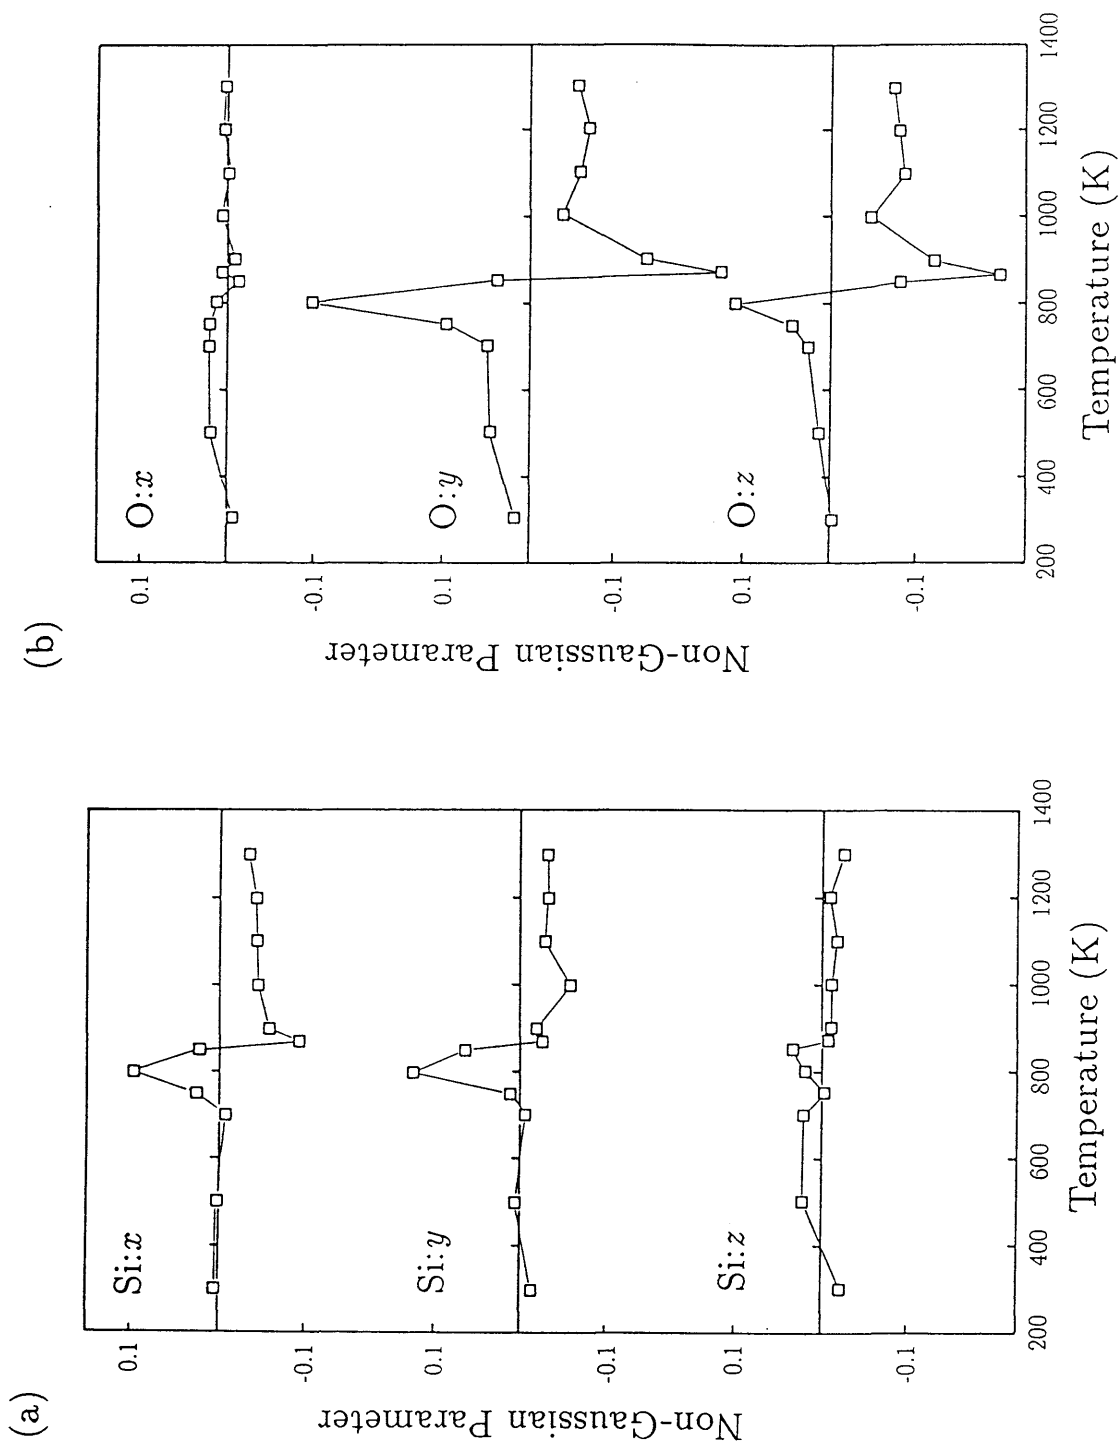 (a)
Non-Gaussian Parameter
0.1
-0.1
0.1
-0.1
0.1
-0.1
Si:x
Si:y
Si:z
200
400
600
800
1000
1200
1400
Temperature (K)
(b)
Non-Gaussian Parameter
0.1
-0.1
0.1
-0.1
0.1
-0.1
O:x
O:y
O:z
200
400
600
800
1000
1200
1400
Temperature (K)